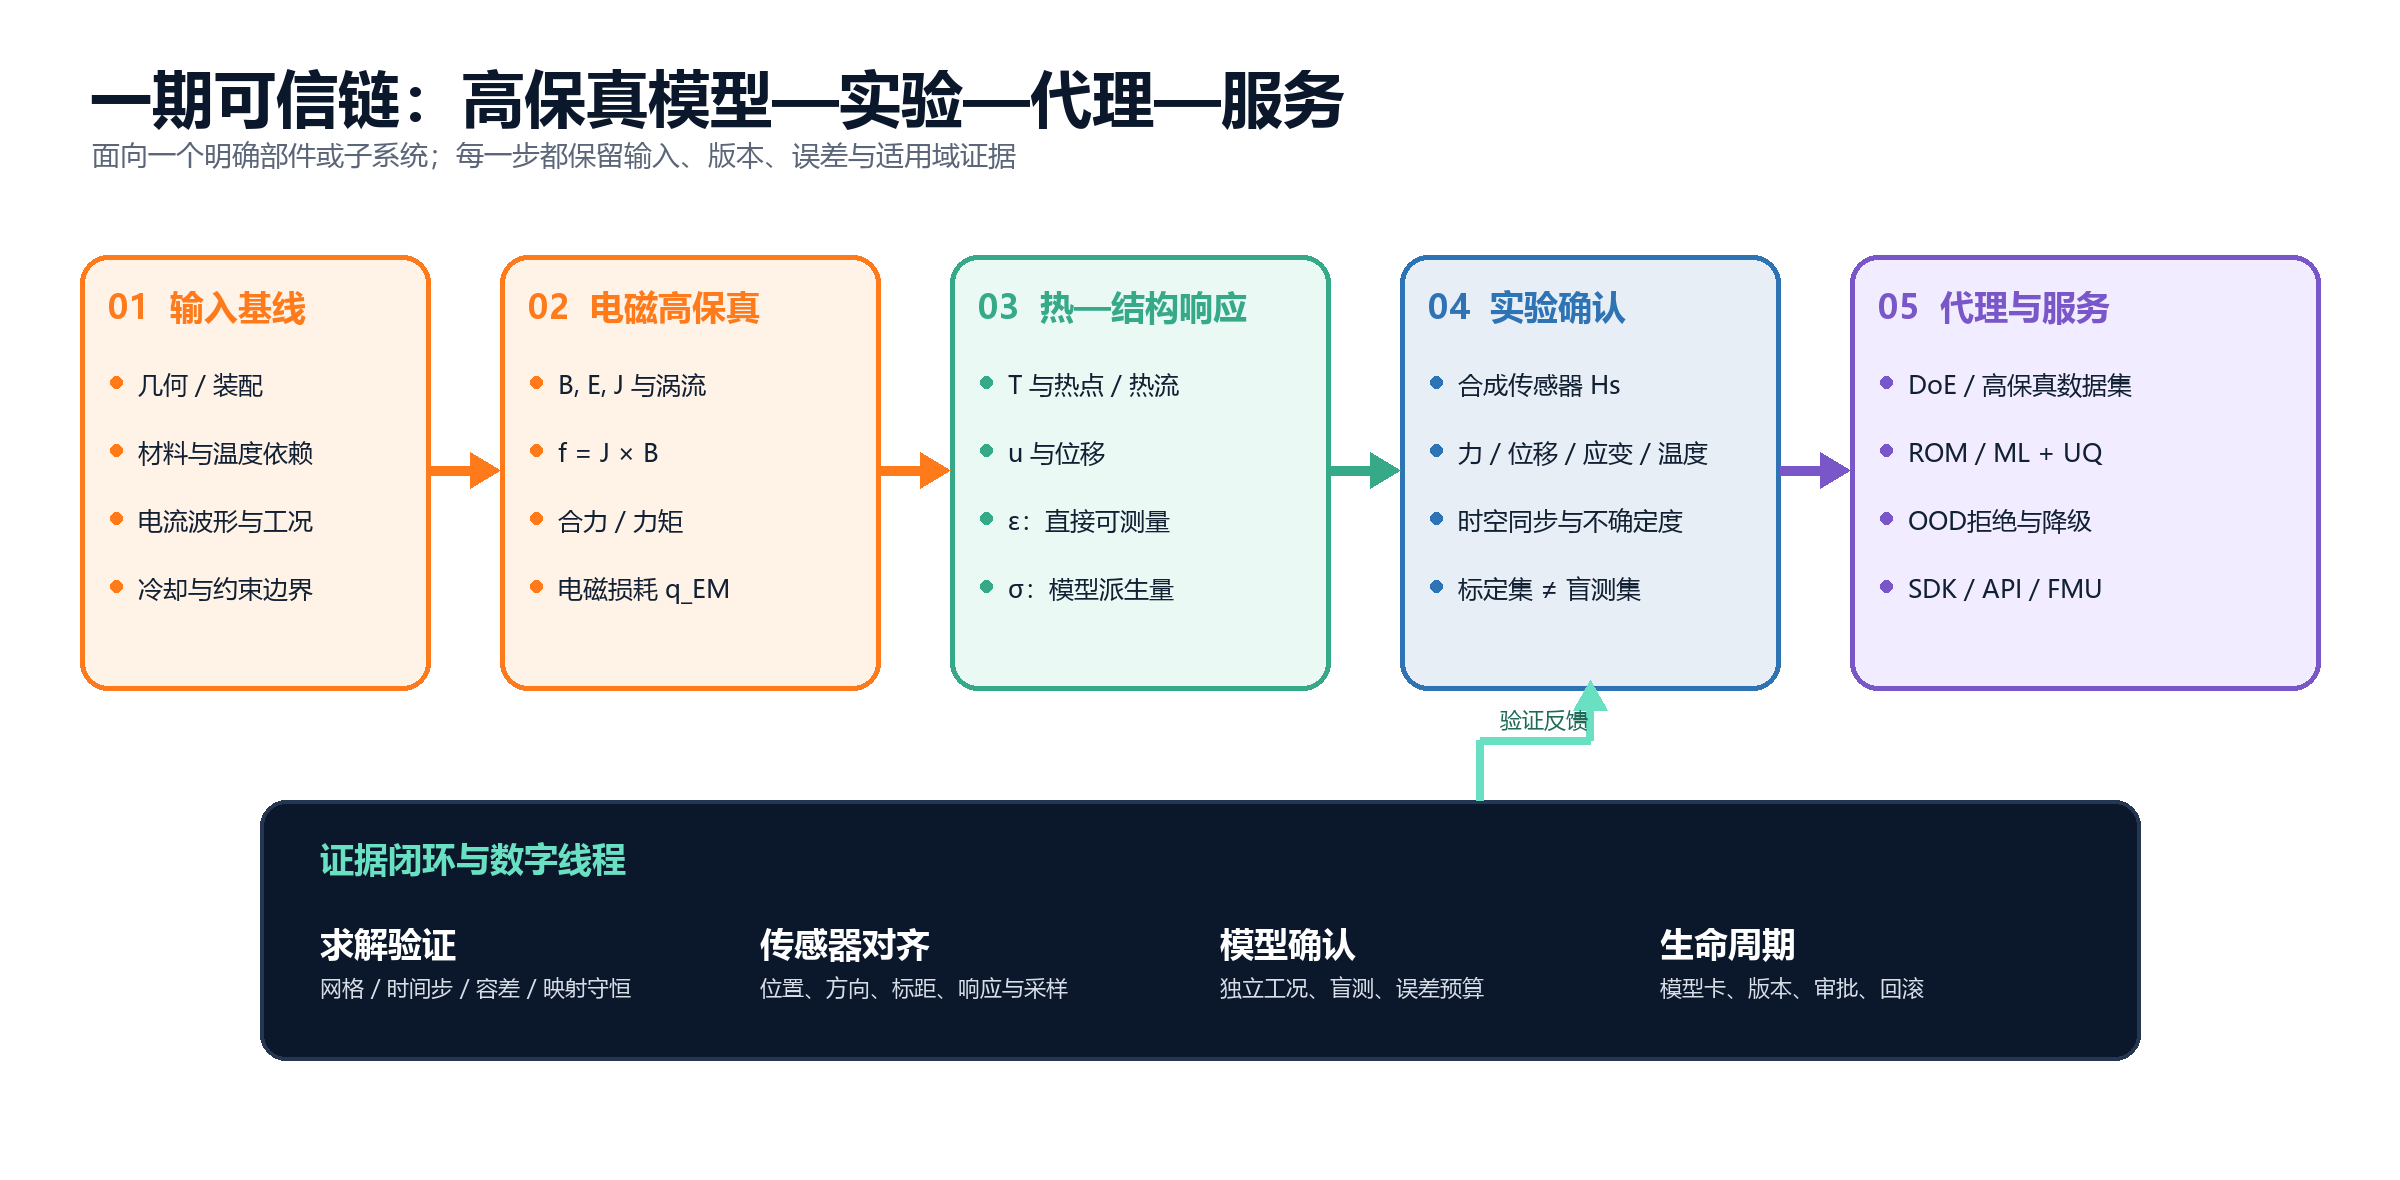 一期可信链：高保真模型—实验—代理—服务
面向一个明确部件或子系统；每一步都保留输入、版本、误差与适用域证据
01 输入基线
几何 / 装配
材料与温度依赖
电流波形与工况
冷却与约束边界
02 电磁高保真
B, E, J 与涡流
f = J × B
合力 / 力矩
电磁损耗 q_EM
03 热—结构响应
T 与热点 / 热流
u 与位移
ε：直接可测量
σ：模型派生量
04 实验确认
合成传感器 Hs
力 / 位移 / 应变 / 温度
时空同步与不确定度
标定集 ≠ 盲测集
05 代理与服务
DoE / 高保真数据集
ROM / ML + UQ
OOD拒绝与降级
SDK / API / FMU
验证反馈
证据闭环与数字线程
求解验证
网格 / 时间步 / 容差 / 映射守恒
传感器对齐
位置、方向、标距、响应与采样
模型确认
独立工况、盲测、误差预算
生命周期
模型卡、版本、审批、回滚